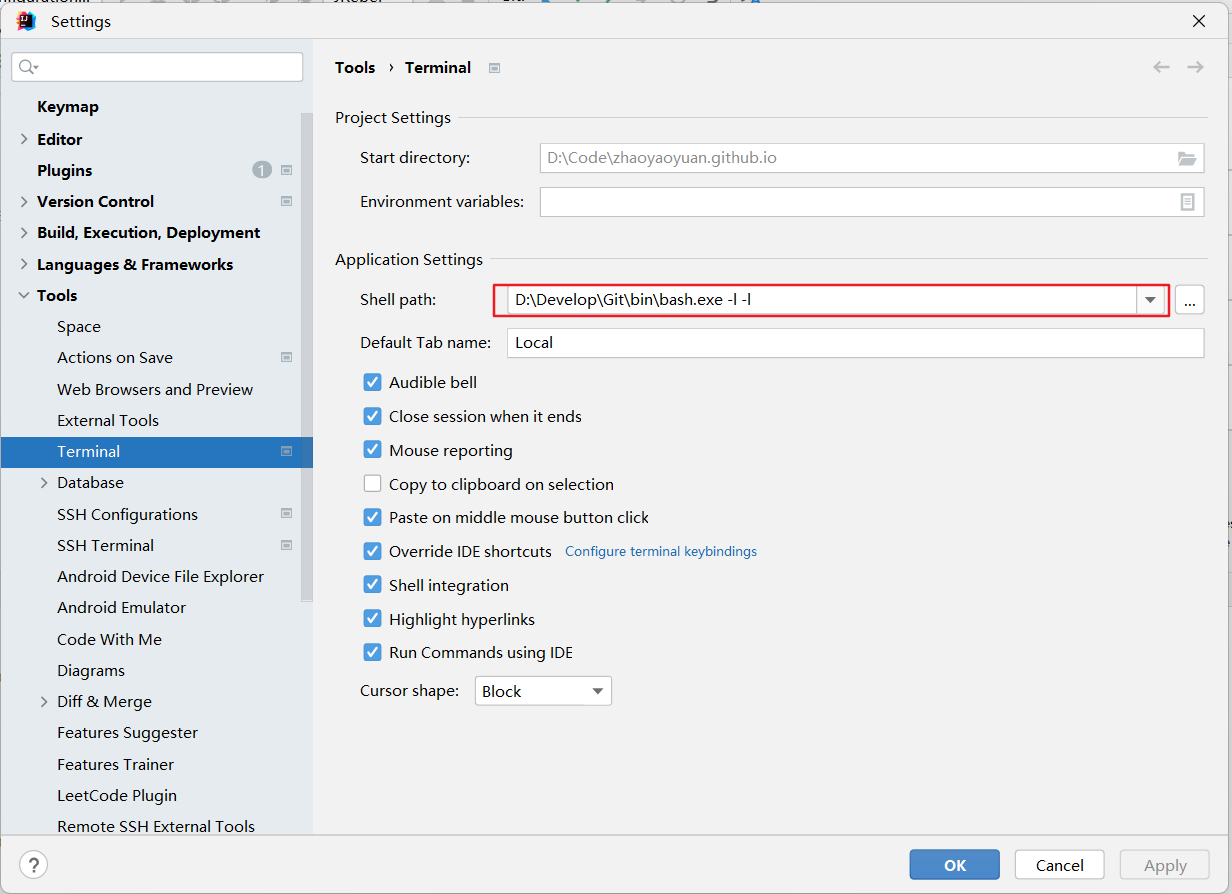 Settings
Keymap
Editor
Plugins 1
Version Control
Build, Execution, Deployment
Languages & Frameworks
Tools
Space
Actions on Save
Web Browsers and Preview
External Tools
Terminal
Database
SSH Configurations
SSH Terminal
Android Device File Explorer
Android Emulator
Code With Me
Diagrams
Diff & Merge
Features Suggester
Features Trainer
LeetCode Plugin
Remote SSH External Tools
Tools › Terminal
Project Settings
Start directory: D:\Code\zhaoyaoyuan.github.io
Environment variables:
Application Settings
Shell path: D:\Develop\Git\bin\bash.exe -l -l ...
Default Tab name: Local
Audible bell
Close session when it ends
Mouse reporting
Copy to clipboard on selection
Paste on middle mouse button click
Override IDE shortcuts Configure terminal keybindings
Shell integration
Highlight hyperlinks
Run Commands using IDE
Cursor shape: Block
? OK Cancel Apply